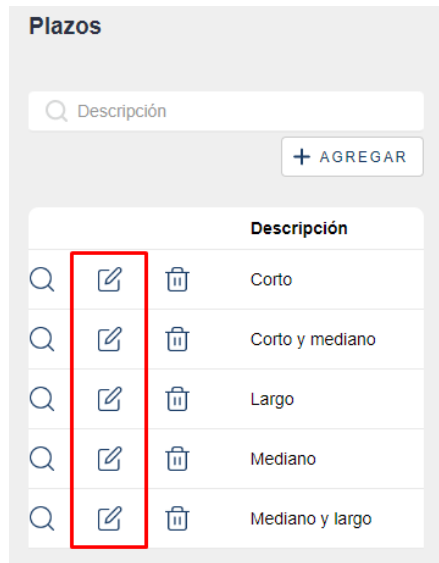 Plazos
Descripción
+ AGREGAR
Descripción
Corto
Corto y mediano
Largo
Mediano
Mediano y largo